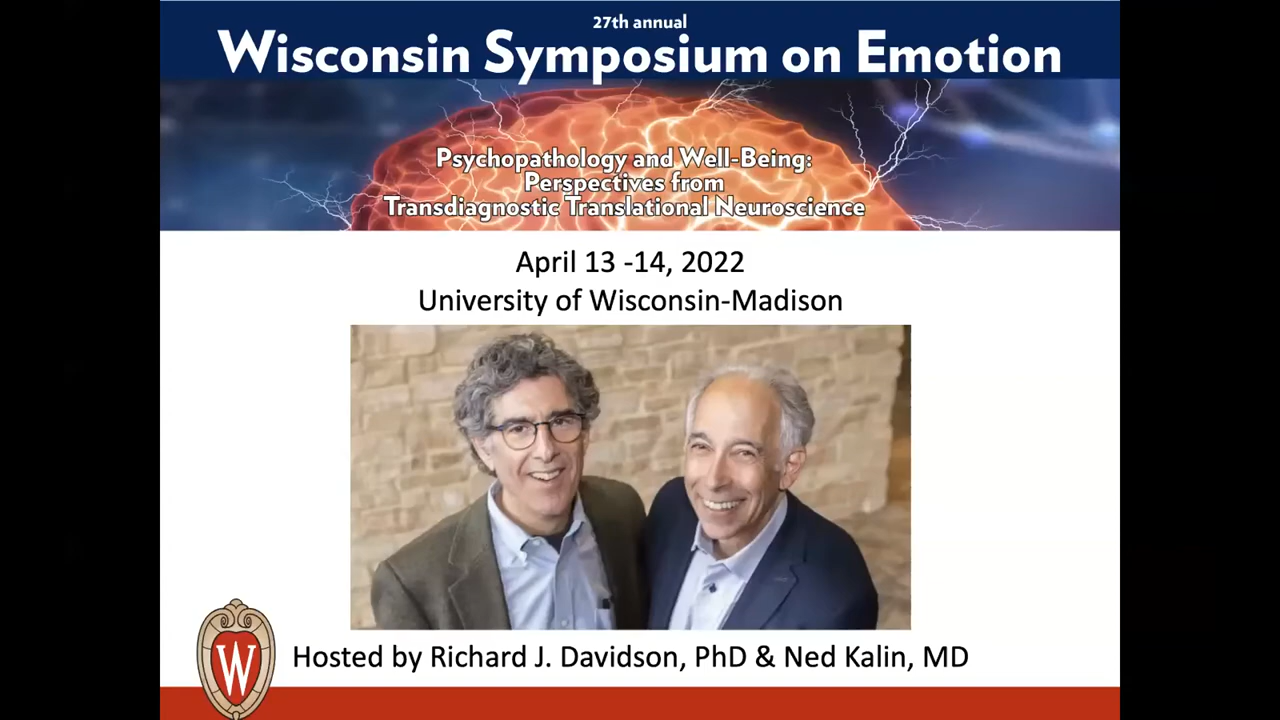 27th annual
Wisconsin Symposium on Emotion
Psychopathology and Well-Being:
Perspectives from
Transdiagnostic Translational Neuroscience
April 13 -14, 2022
University of Wisconsin-Madison
W
Hosted by Richard J. Davidson, PhD & Ned Kalin, MD